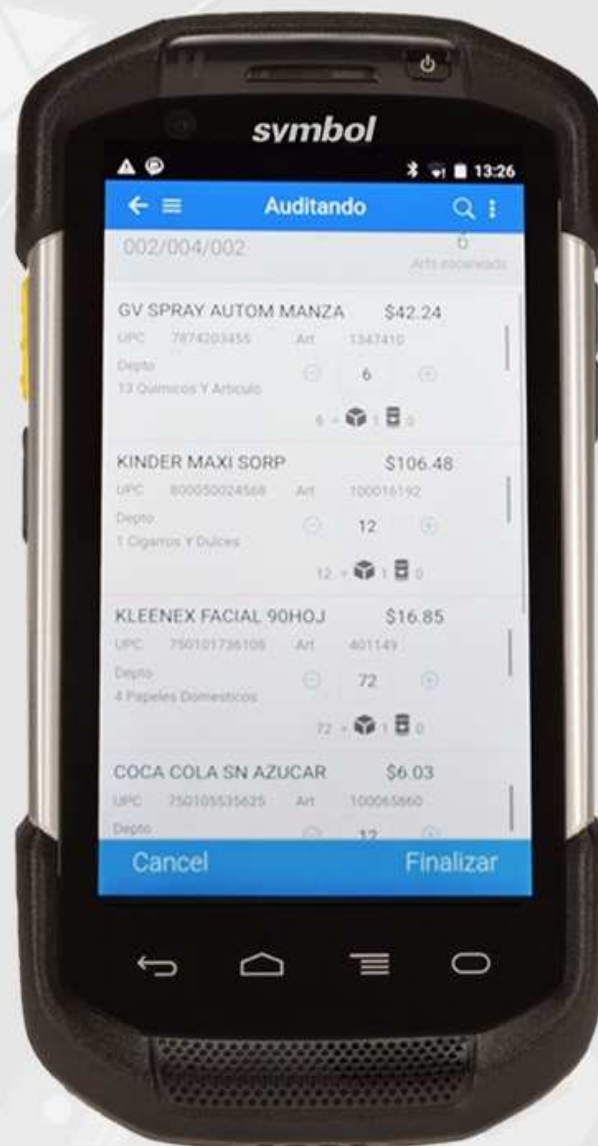 symbol
13:26
Auditando
002/004/002
6
Arts escaneado
GV SPRAY AUTOM MANZA $42.24
UPC 7874203455 Art 1347410
Depto
13 Quimicos Y Articulo
6
6 = 1 0
KINDER MAXI SORP $106.48
UPC 800050024568 Art 100016192
Depto
1 Cigarros Y Dulces
12
12 = 1 0
KLEENEX FACIAL 90HOJ $16.85
UPC 750101736108 Art 401149
Depto
4 Papeles Domesticos
72
72 = 1 0
COCA COLA SN AZUCAR $6.03
UPC 750105535625 Art 100065860
Depto
12
Cancel Finalizar